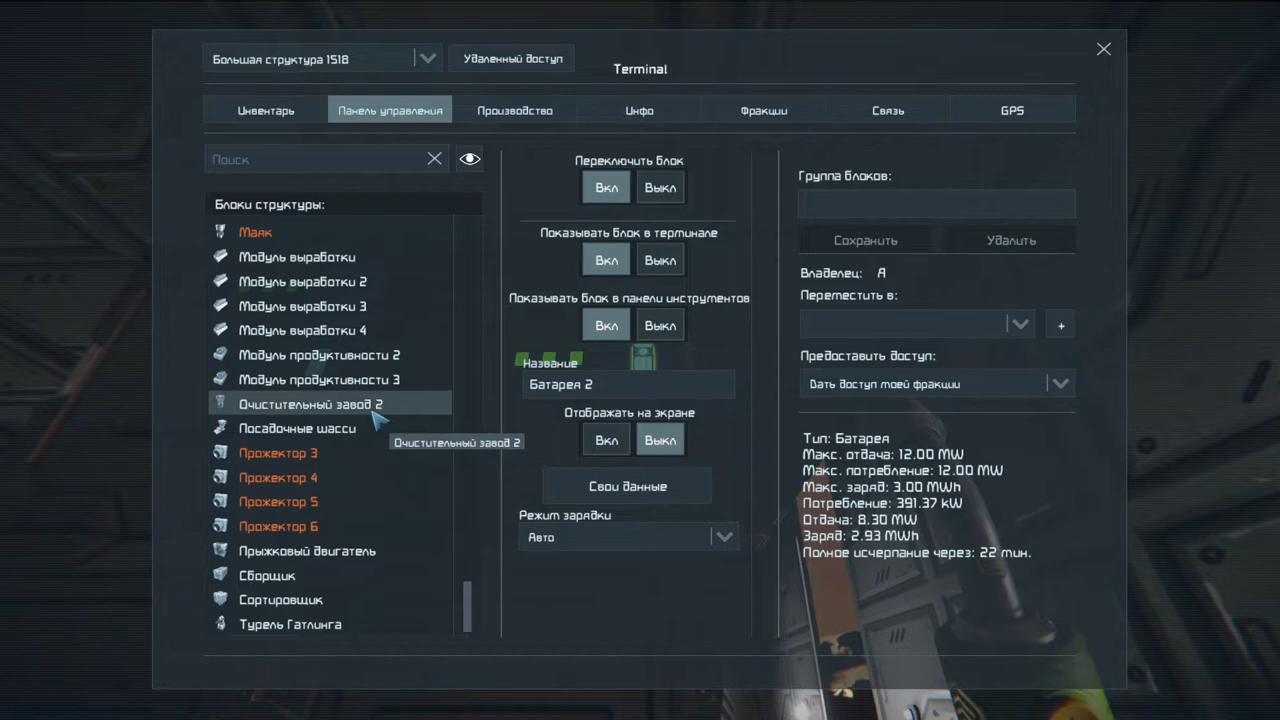 Большая структура 1518
Удаленный доступ
Terminal
Инвентарь
Панель управления
Производство
Инфо
Фракции
Связь
GPS
Поиск
Блоки структуры:
Маяк
Модуль выработки
Модуль выработки 2
Модуль выработки 3
Модуль выработки 4
Модуль продуктивности 2
Модуль продуктивности 3
Очистительный завод 2
Посадочные шасси
Прожектор 3
Прожектор 4
Прожектор 5
Прожектор 6
Прыжковый двигатель
Сборщик
Сортировщик
Турель Гатлинга
Очистительный завод 2
Переключить блок
Вкл Выкл
Показывать блок в терминале
Вкл Выкл
Показывать блок в панели инструментов
Вкл Выкл
Название
Батарея 2
Отображать на экране
Вкл Выкл
Свои данные
Режим зарядки
Авто
Группа блоков:
Сохранить Удалить
Владелец: A
Переместить в:
+
Предоставить доступ:
Дать доступ моей фракции
Тип: Батарея
Макс. отдача: 12.00 MW
Макс. потребление: 12.00 MW
Макс. заряд: 3.00 MWh
Потребление: 391.37 kW
Отдача: 8.30 MW
Заряд: 2.93 MWh
Полное исчерпание через: 22 мин.